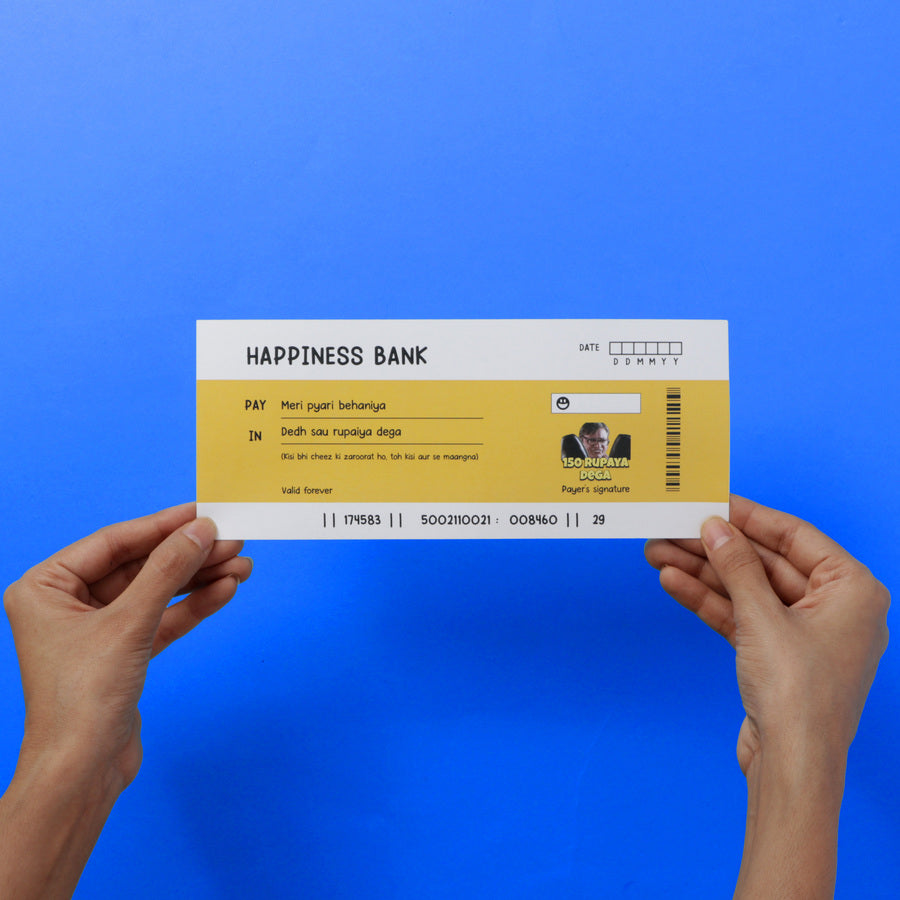 HAPPINESS BANK
DATE
D D M M Y Y
PAY Meri pyari behaniya
IN Dedh sau rupaiya dega
(Kisi bhi cheez ki zaroorat ho, toh kisi aur se maangna)
Valid forever
150 RUPAYA
DEGA
Payer's signature
|| 174583 || 5002110021 : 008460 || 29